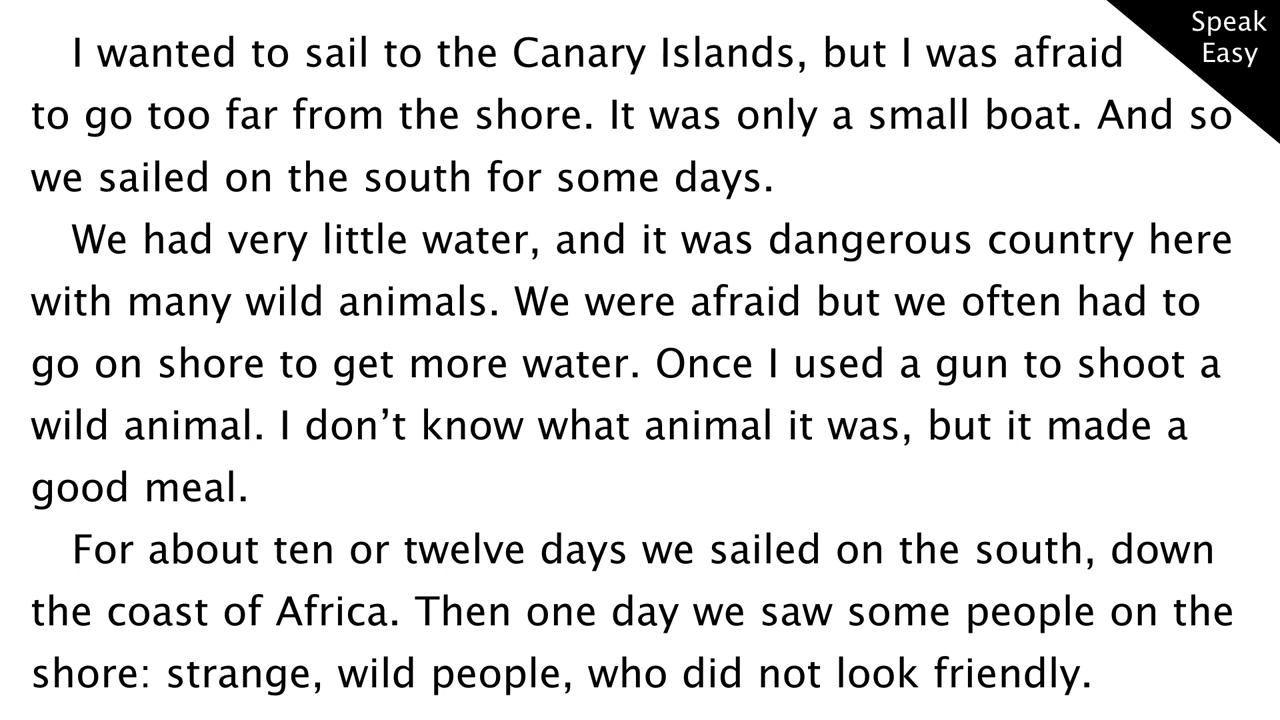 Speak
Easy
I wanted to sail to the Canary Islands, but I was afraid
to go too far from the shore. It was only a small boat. And so
we sailed on the south for some days.
We had very little water, and it was dangerous country here
with many wild animals. We were afraid but we often had to
go on shore to get more water. Once I used a gun to shoot a
wild animal. I don’t know what animal it was, but it made a
good meal.
For about ten or twelve days we sailed on the south, down
the coast of Africa. Then one day we saw some people on the
shore: strange, wild people, who did not look friendly.